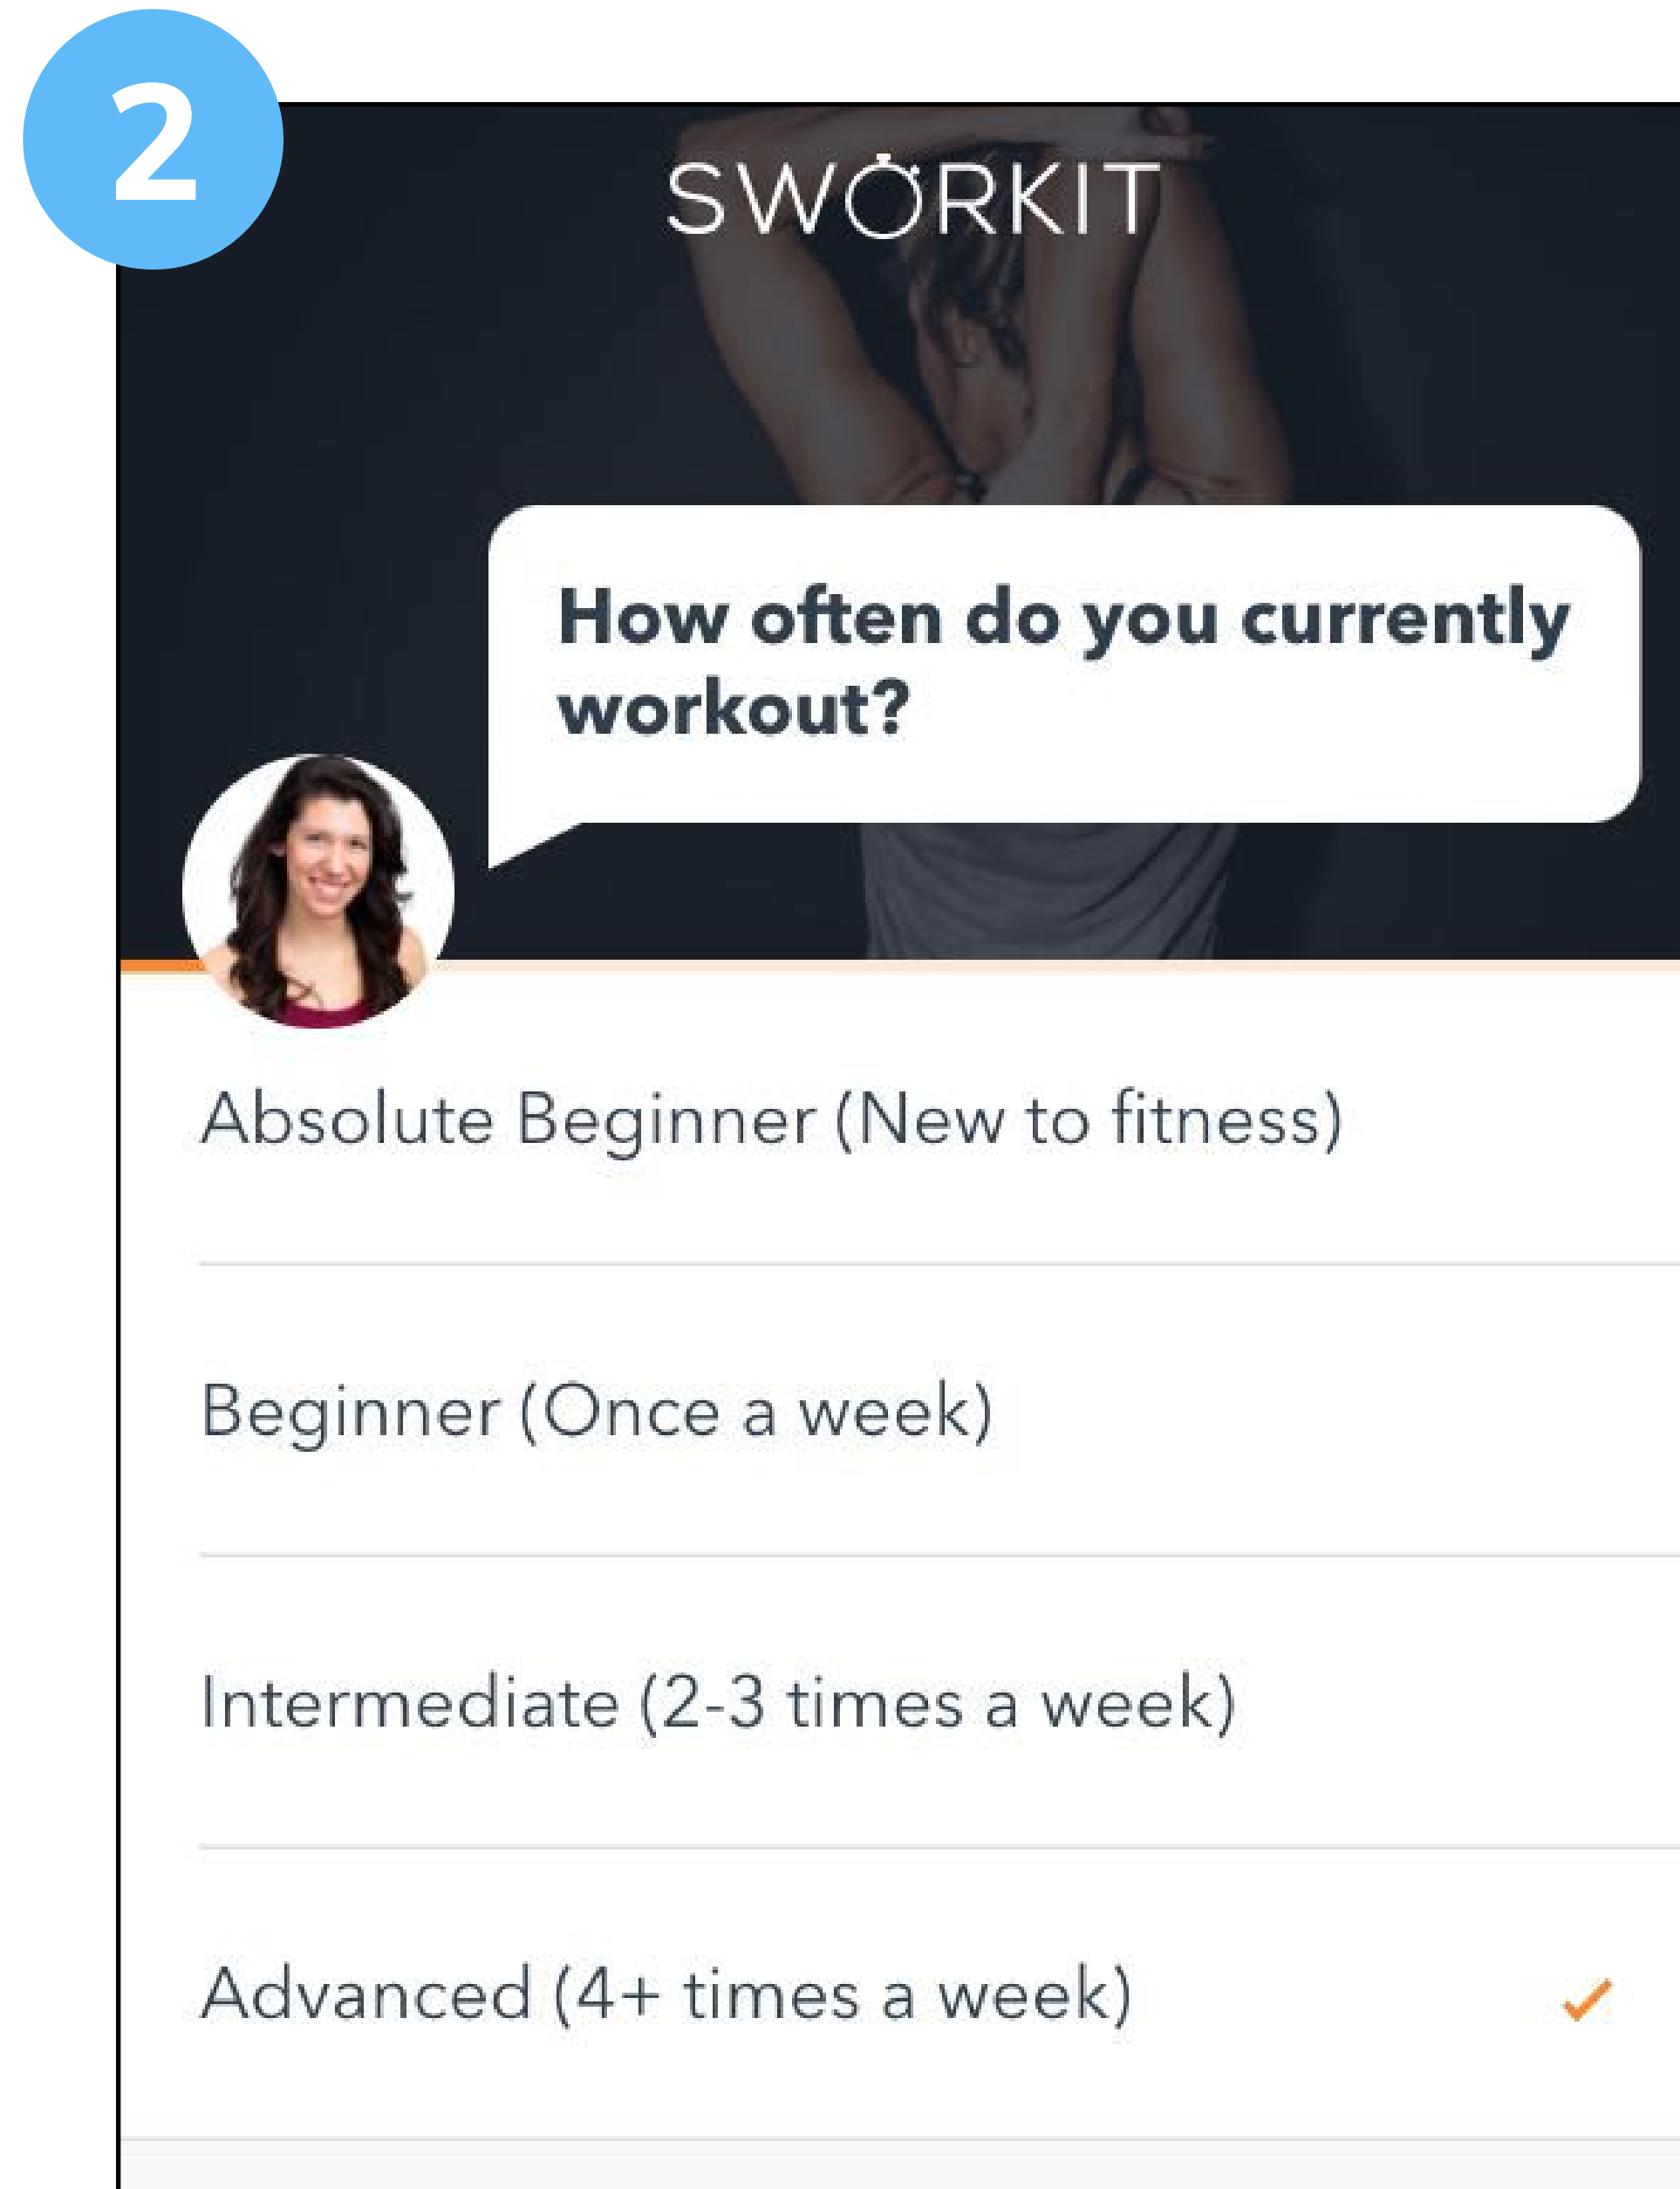 2
SWORKIT
How often do you currently
workout?
Absolute Beginner (New to fitness)
Beginner (Once a week)
Intermediate (2-3 times a week)
Advanced (4+ times a week)